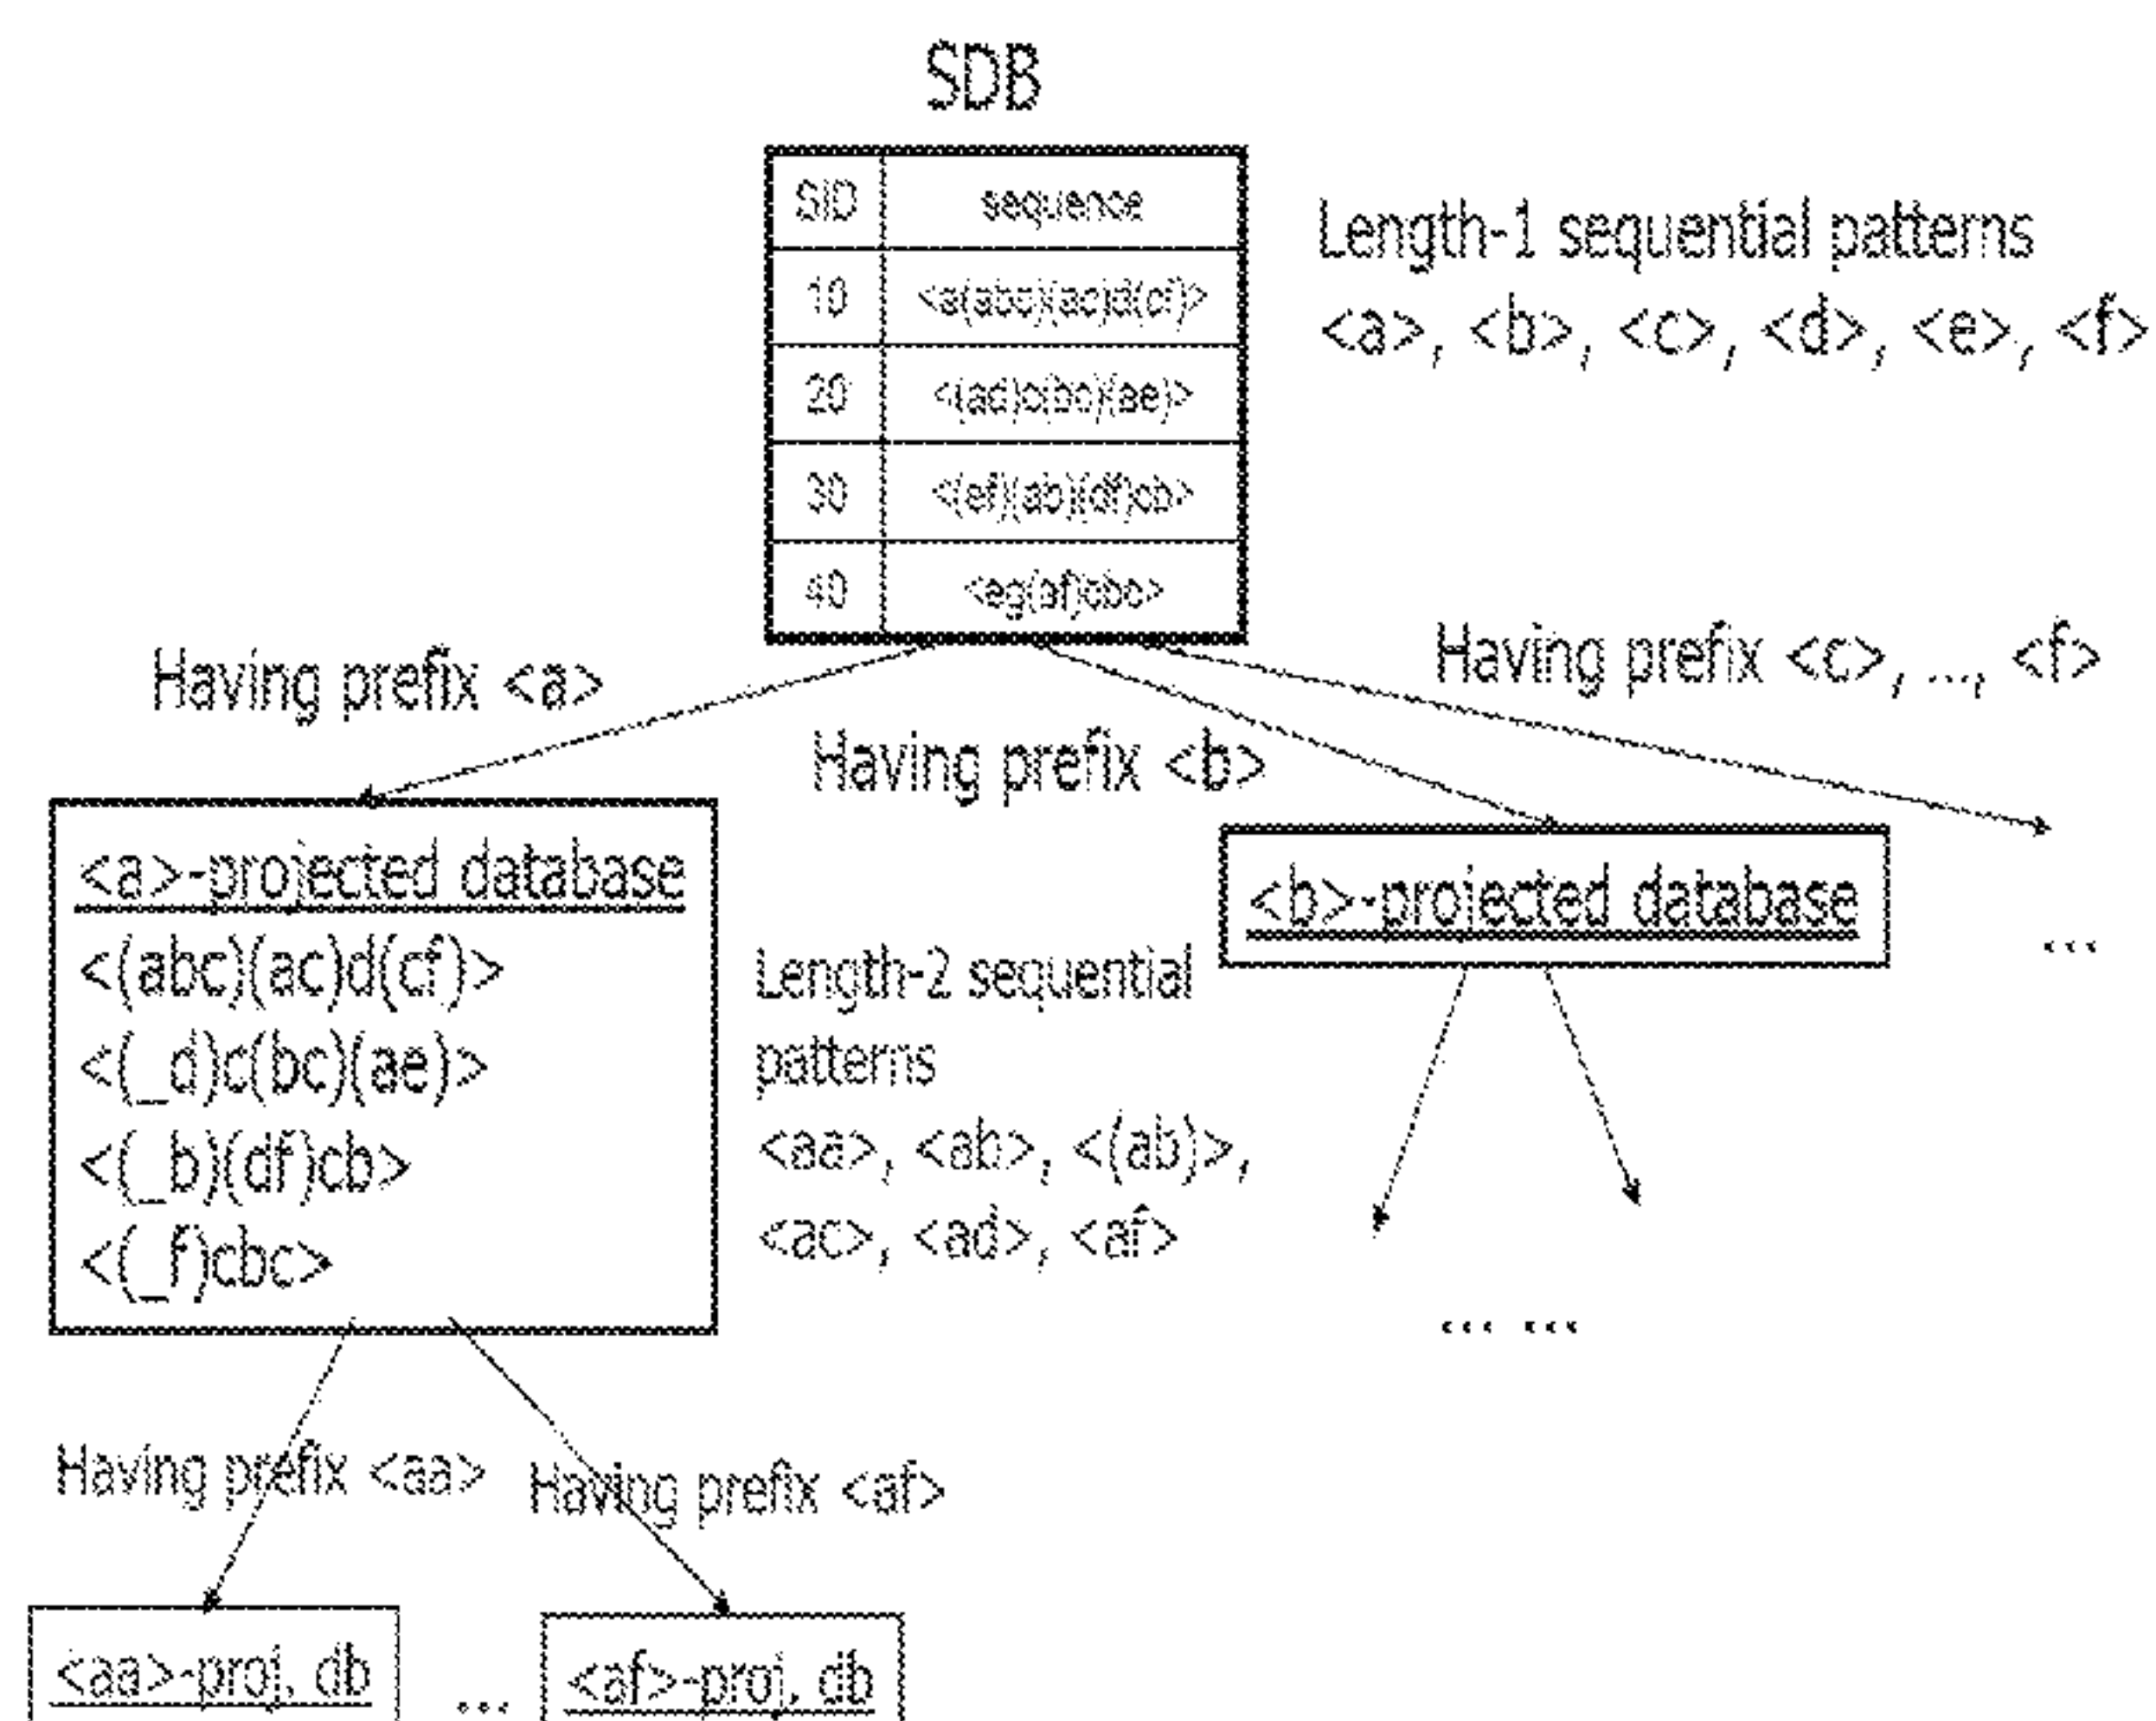 SDB
SID sequence
10 <a(abc)(ac)d(cf)>
20 <(ad)c(bc)(ae)>
30 <(ef)(ab)(df)cb>
40 <eg(af)cbc>
Length-1 sequential patterns
<a>, <b>, <c>, <d>, <e>, <f>
Having prefix <a>
Having prefix <b>
Having prefix <c>, ..., <f>
<a>-projected database
<(abc)(ac)d(cf)>
<(_d)c(bc)(ae)>
<(_b)(df)cb>
<(_f)cbc>
Length-2 sequential
patterns
<aa>, <ab>, <(ab)>,
<ac>, <ad>, <af>
<b>-projected database
...
... ...
Having prefix <aa>
Having prefix <af>
<aa>-proj. db
...
<af>-proj. db